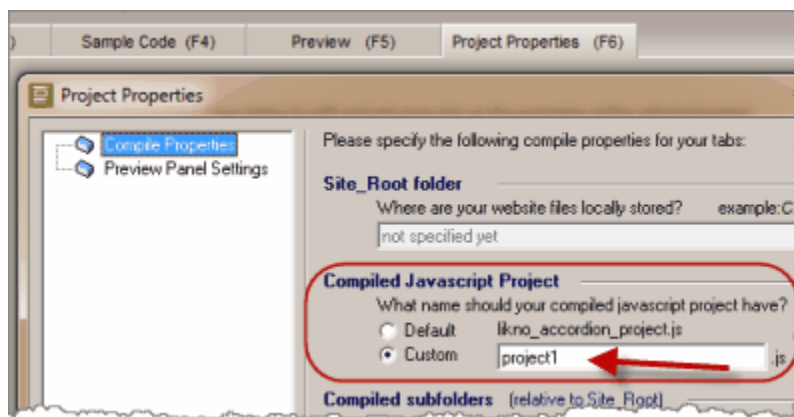 ) Sample Code (F4) Preview (F5) Project Properties (F6)
Project Properties
Compile Properties
Preview Panel Settings
Please specify the following compile properties for your tabs:
Site_Root folder
Where are your website files locally stored? example:C
not specified yet
Compiled Javascript Project
What name should your compiled javascript project have?
Default likno_accordion_project.js
Custom project1 .js
Compiled subfolders (relative to Site_Root)